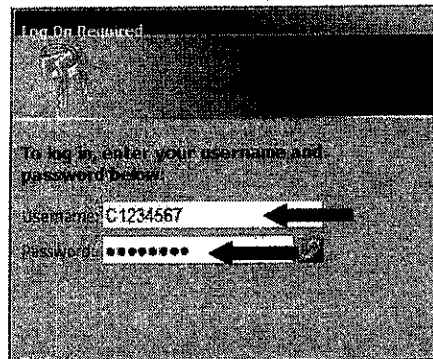 Log On Required
To log in, enter your username and
password below.
Username: C1234567
Password: ••••••••